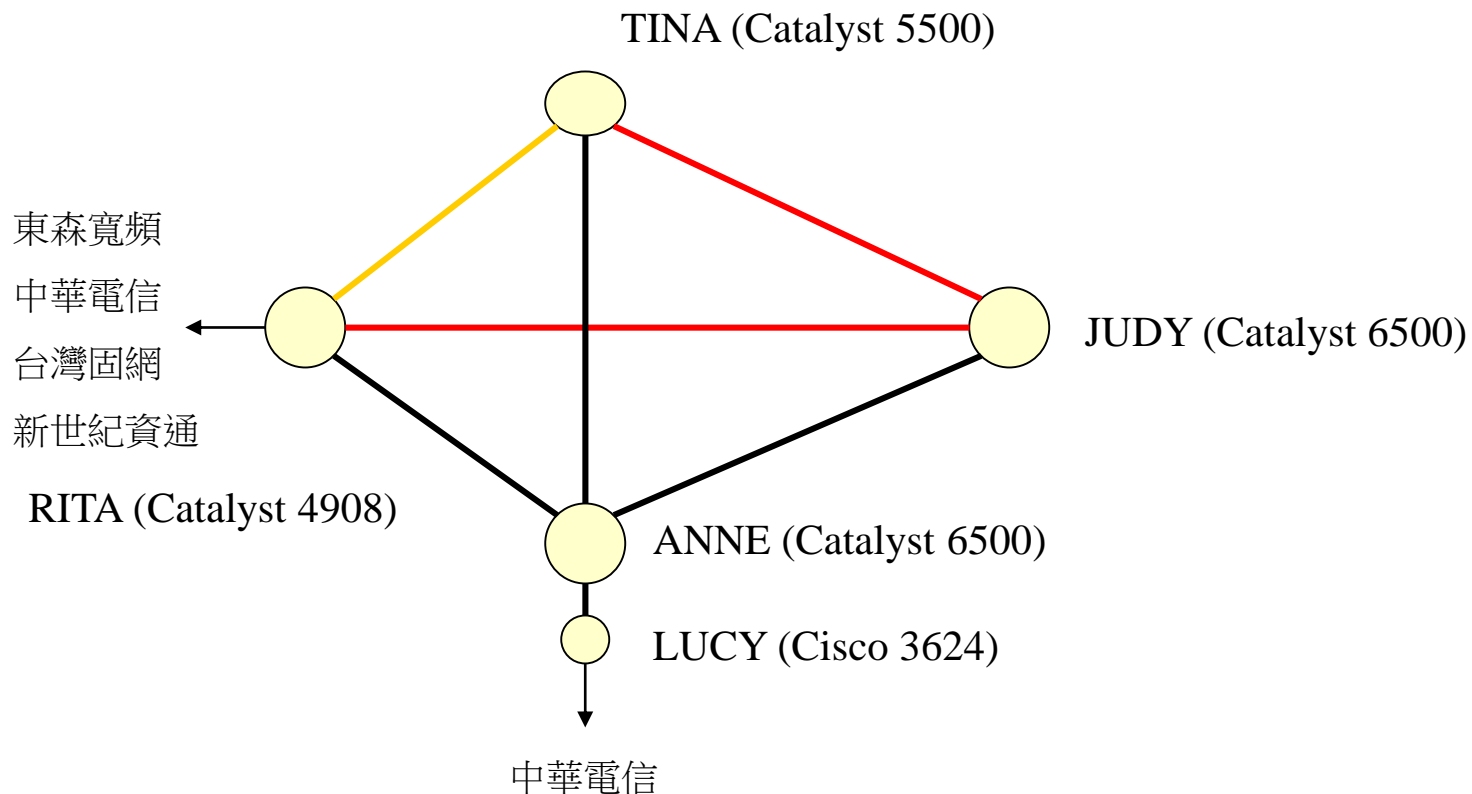 TINA (Catalyst 5500)
東森寬頻
中華電信
台灣固網
新世紀資通
JUDY (Catalyst 6500)
RITA (Catalyst 4908)
ANNE (Catalyst 6500)
LUCY (Cisco 3624)
中華電信